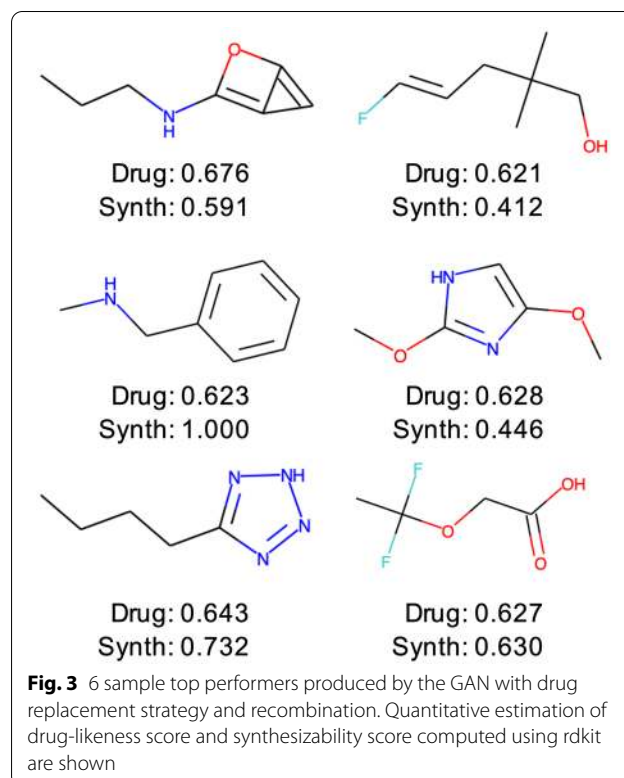 O
N
H
F
OH
Drug: 0.676
Synth: 0.591
Drug: 0.621
Synth: 0.412
H
N
HN
N
O
O
Drug: 0.623
Synth: 1.000
Drug: 0.628
Synth: 0.446
N
NH
N
N
F
F
O
OH
O
Drug: 0.643
Synth: 0.732
Drug: 0.627
Synth: 0.630
Fig. 3 6 sample top performers produced by the GAN with drug
replacement strategy and recombination. Quantitative estimation of
drug-likeness score and synthesizability score computed using rdkit
are shown